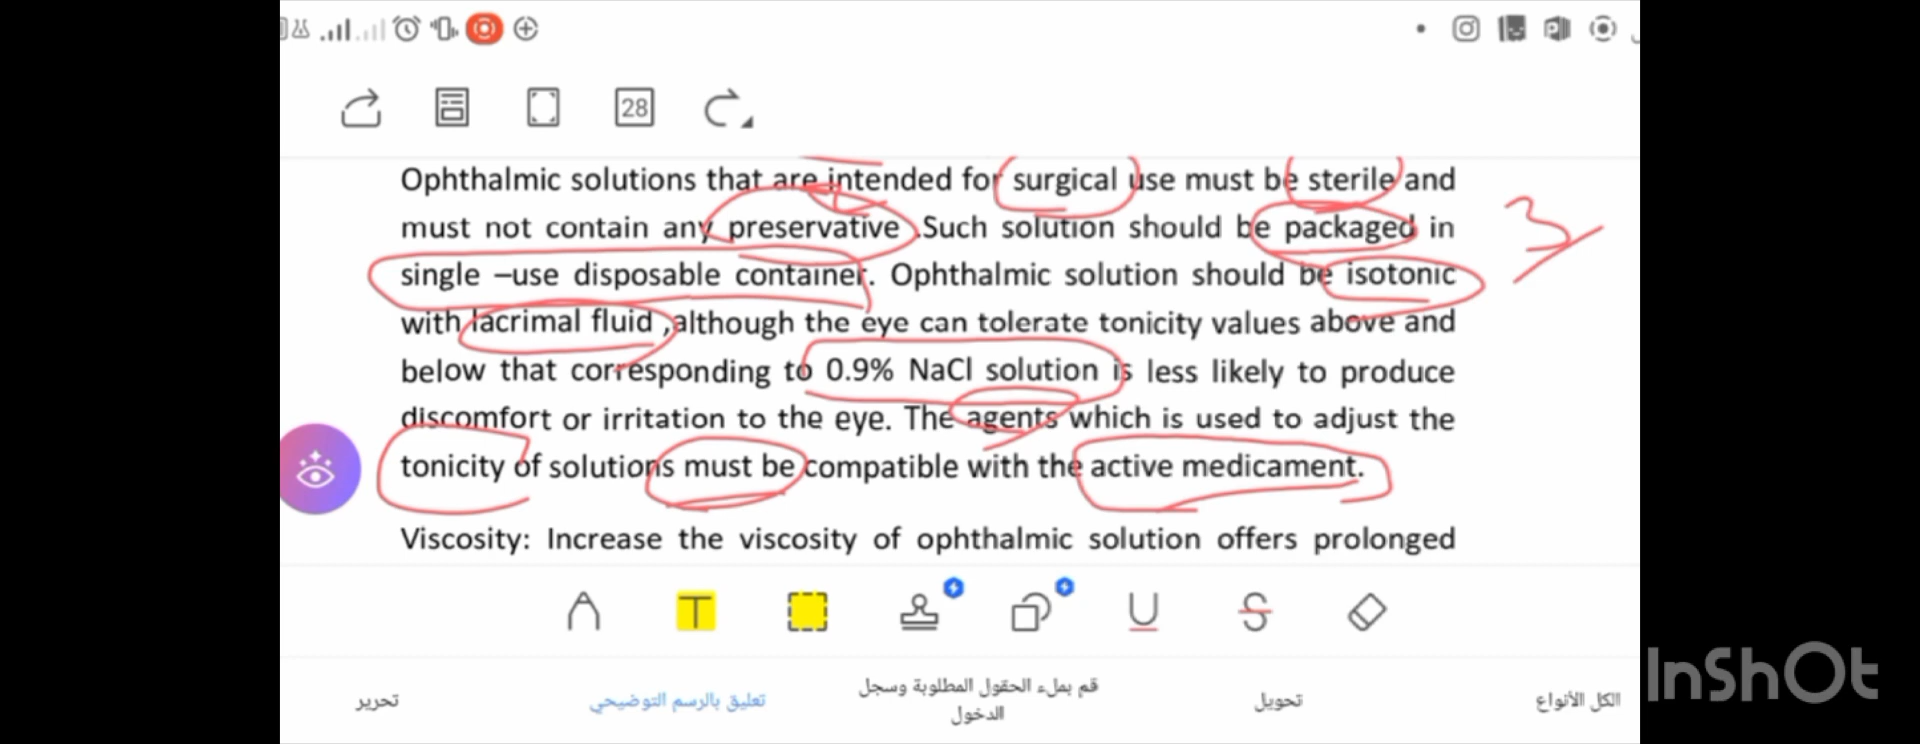 28
Ophthalmic solutions that are intended for surgical use must be sterile and
must not contain any preservative .Such solution should be packaged in
single –use disposable container. Ophthalmic solution should be isotonic
with lacrimal fluid ,although the eye can tolerate tonicity values above and
below that corresponding to 0.9% NaCl solution is less likely to produce
discomfort or irritation to the eye. The agents which is used to adjust the
tonicity of solutions must be compatible with the active medicament.
Viscosity: Increase the viscosity of ophthalmic solution offers prolonged
الكل الأنواع
تحويل
قم بملء الحقول المطلوبة وسجل
الدخول
تعليق بالرسم التوضيحي
تحرير
InShOt